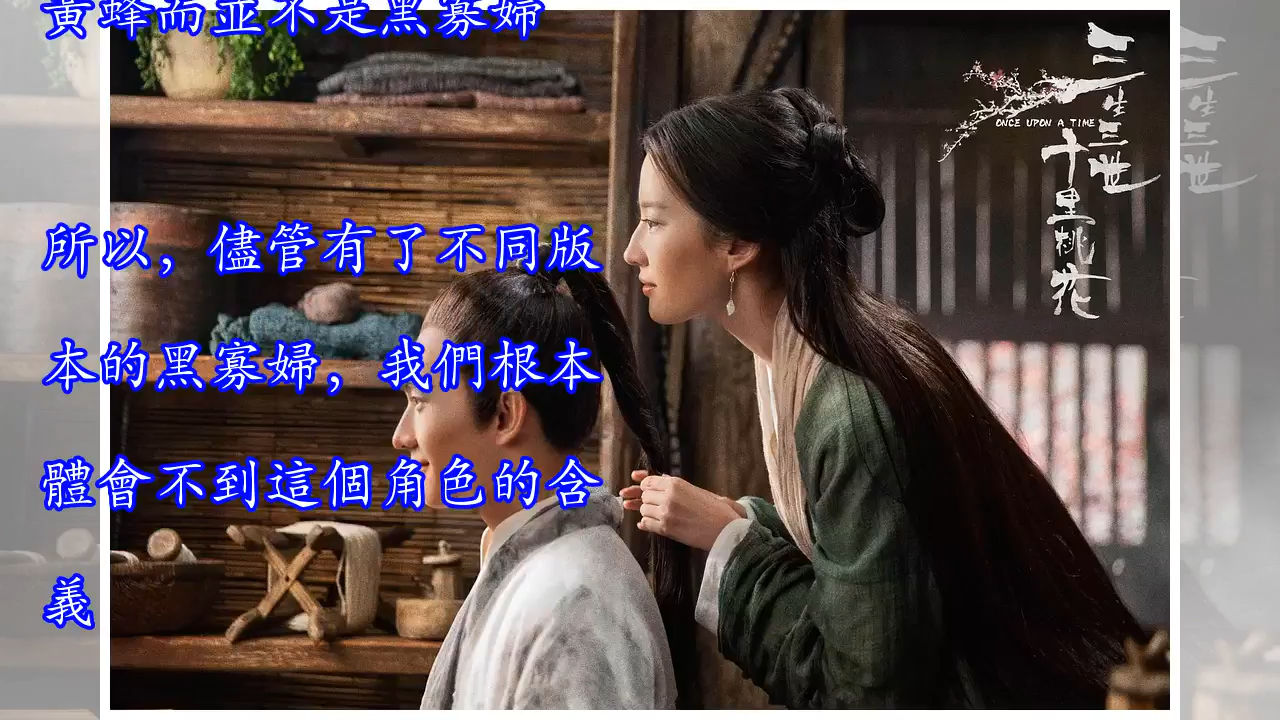 黃蜂而並不是黑寡婦
所以，儘管有了不同版
本的黑寡婦，我們根本
體會不到這個角色的含
義
三生三世
十里桃花
ONCE UPON A TIME